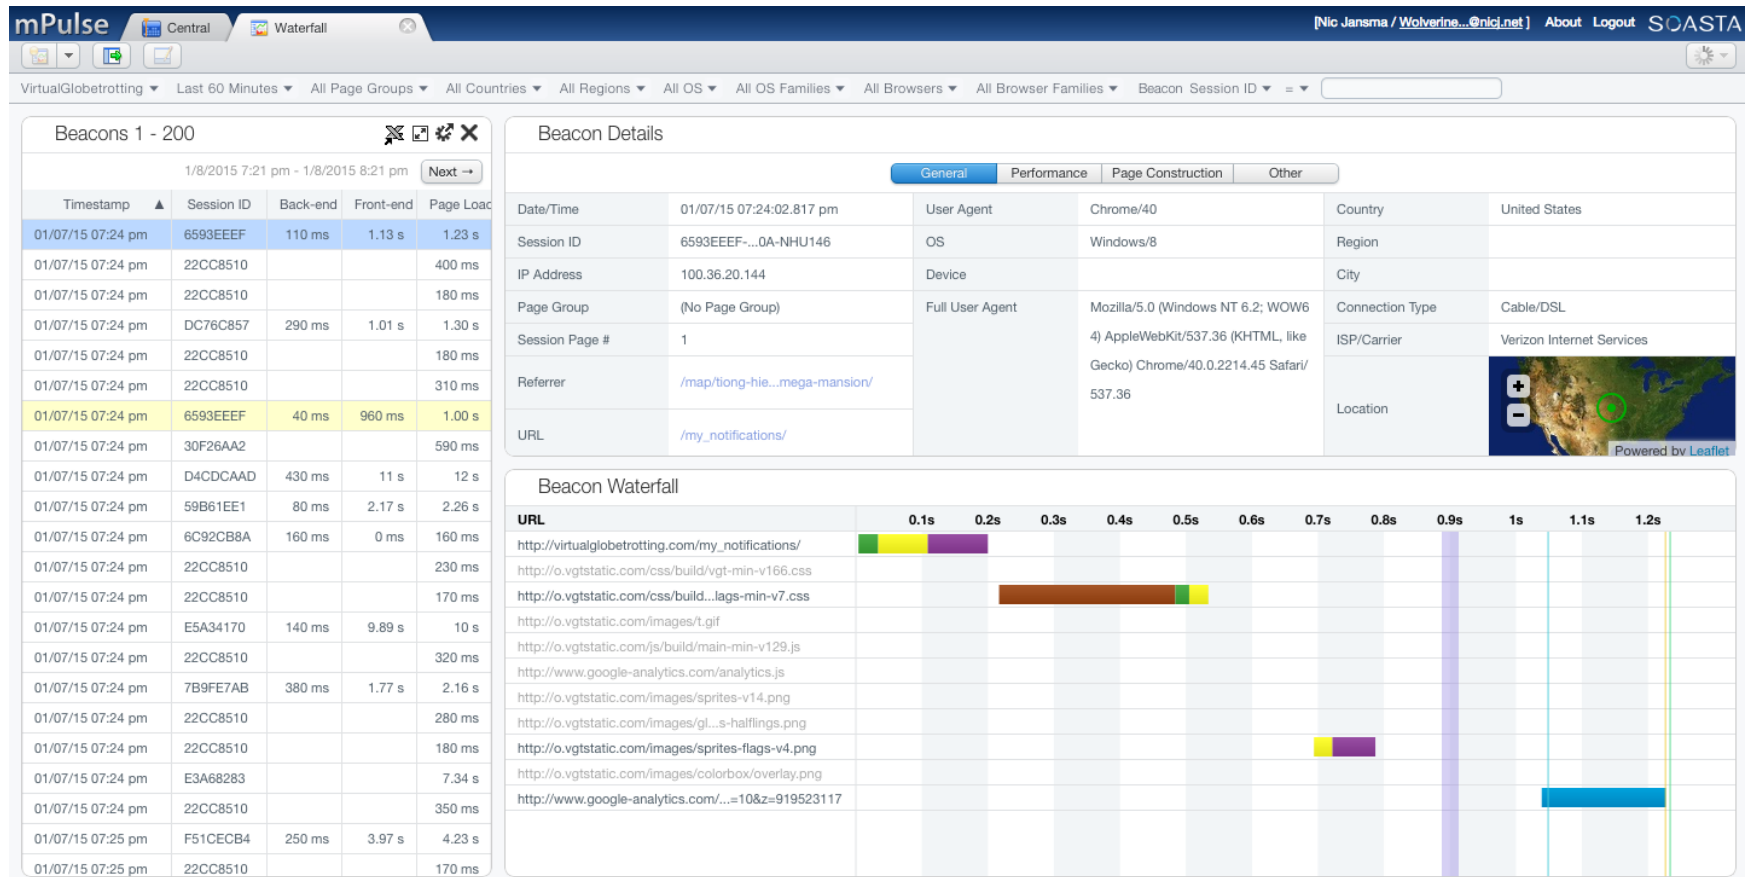 mPulse Central Waterfall [Nic Jansma / Wolverine...@nicj.net ] About Logout SOASTA
VirtualGlobetrotting Last 60 Minutes All Page Groups All Countries All Regions All OS All OS Families All Browsers All Browser Families Beacon Session ID =
Beacons 1 - 200
1/8/2015 7:21 pm - 1/8/2015 8:21 pm Next →
Timestamp ▲ Session ID Back-end Front-end Page Load
01/07/15 07:24 pm 6593EEEF 110 ms 1.13 s 1.23 s
01/07/15 07:24 pm 22CC8510 400 ms
01/07/15 07:24 pm 22CC8510 180 ms
01/07/15 07:24 pm DC76C857 290 ms 1.01 s 1.30 s
01/07/15 07:24 pm 22CC8510 180 ms
01/07/15 07:24 pm 22CC8510 310 ms
01/07/15 07:24 pm 6593EEEF 40 ms 960 ms 1.00 s
01/07/15 07:24 pm 30F26AA2 590 ms
01/07/15 07:24 pm D4CDCAAD 430 ms 11 s 12 s
01/07/15 07:24 pm 59B61EE1 80 ms 2.17 s 2.26 s
01/07/15 07:24 pm 6C92CB8A 160 ms 0 ms 160 ms
01/07/15 07:24 pm 22CC8510 230 ms
01/07/15 07:24 pm 22CC8510 170 ms
01/07/15 07:24 pm E5A34170 140 ms 9.89 s 10 s
01/07/15 07:24 pm 22CC8510 320 ms
01/07/15 07:24 pm 7B9FE7AB 380 ms 1.77 s 2.16 s
01/07/15 07:24 pm 22CC8510 280 ms
01/07/15 07:24 pm 22CC8510 180 ms
01/07/15 07:24 pm E3A68283 7.34 s
01/07/15 07:24 pm 22CC8510 350 ms
01/07/15 07:25 pm F51CECB4 250 ms 3.97 s 4.23 s
01/07/15 07:25 pm 22CC8510 170 ms
Beacon Details
General Performance Page Construction Other
Date/Time 01/07/15 07:24:02.817 pm User Agent Chrome/40 Country United States
Session ID 6593EEEF-...0A-NHU146 OS Windows/8 Region
IP Address 100.36.20.144 Device City
Page Group (No Page Group) Full User Agent Mozilla/5.0 (Windows NT 6.2; WOW6 Connection Type Cable/DSL
Session Page # 1 4) AppleWebKit/537.36 (KHTML, like ISP/Carrier Verizon Internet Services
Gecko) Chrome/40.0.2214.45 Safari/
Referrer /map/tiong-hie...mega-mansion/ 537.36
Location + −
URL /my_notifications/
Powered by Leaflet
Beacon Waterfall
URL 0.1s 0.2s 0.3s 0.4s 0.5s 0.6s 0.7s 0.8s 0.9s 1s 1.1s 1.2s
http://virtualglobetrotting.com/my_notifications/
http://o.vgtstatic.com/css/build/vgt-min-v166.css
http://o.vgtstatic.com/css/build...lags-min-v7.css
http://o.vgtstatic.com/images/t.gif
http://o.vgtstatic.com/js/build/main-min-v129.js
http://www.google-analytics.com/analytics.js
http://o.vgtstatic.com/images/sprites-v14.png
http://o.vgtstatic.com/images/gl...s-halflings.png
http://o.vgtstatic.com/images/sprites-flags-v4.png
http://o.vgtstatic.com/images/colorbox/overlay.png
http://www.google-analytics.com/...=10&z=919523117